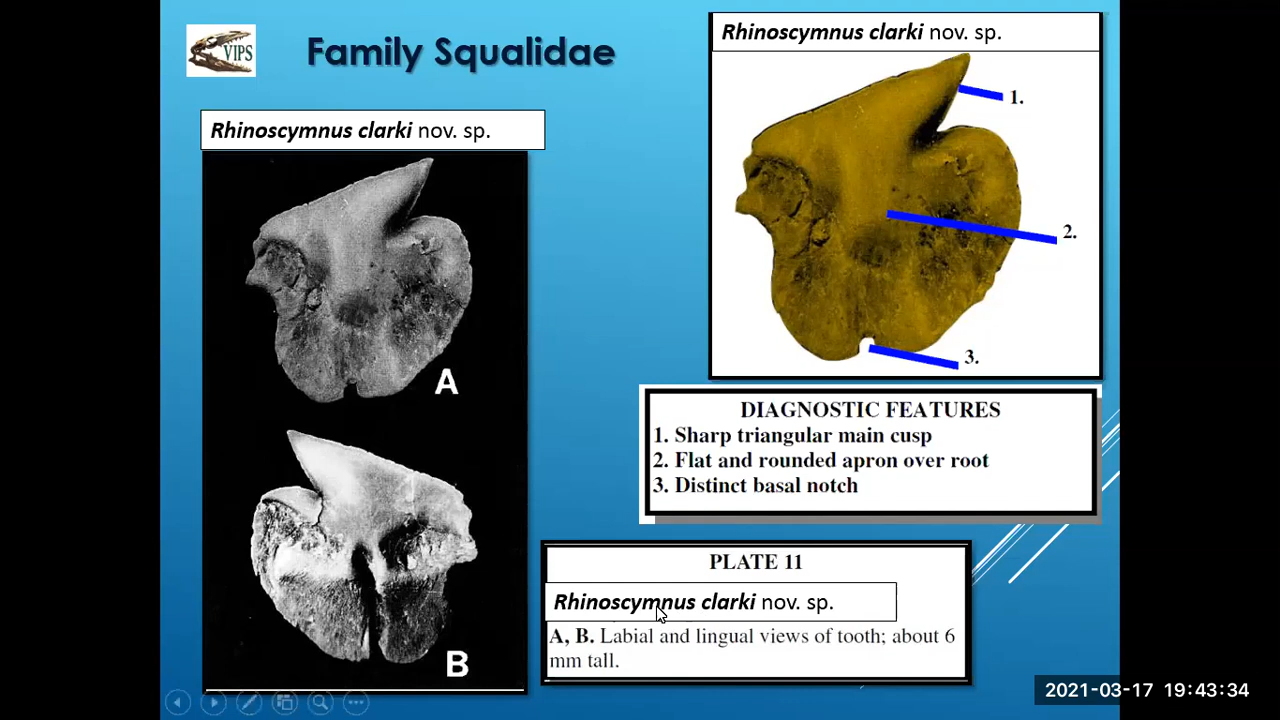 VIPS
Family Squalidae
Rhinoscymnus clarki nov. sp.
A
B
Rhinoscymnus clarki nov. sp.
1.
2.
3.
DIAGNOSTIC FEATURES
1. Sharp triangular main cusp
2. Flat and rounded apron over root
3. Distinct basal notch
PLATE 11
Rhinoscymnus clarki nov. sp.
A, B. Labial and lingual views of tooth; about 6
mm tall.
2021-03-17 19:43:34